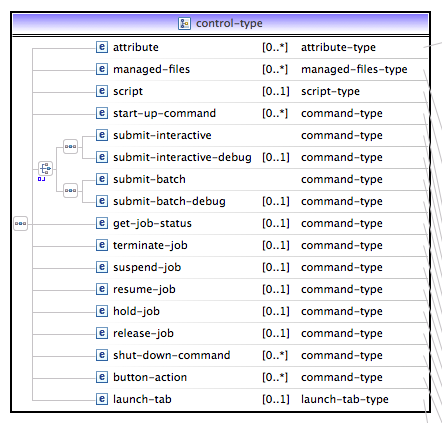 control-type
e attribute [0..*] attribute-type
e managed-files [0..*] managed-files-type
e script [0..1] script-type
e start-up-command [0..*] command-type
e submit-interactive command-type
e submit-interactive-debug [0..1] command-type
e submit-batch command-type
e submit-batch-debug [0..1] command-type
e get-job-status [0..1] command-type
e terminate-job [0..1] command-type
e suspend-job [0..1] command-type
e resume-job [0..1] command-type
e hold-job [0..1] command-type
e release-job [0..1] command-type
e shut-down-command [0..*] command-type
e button-action [0..*] command-type
e launch-tab [0..1] launch-tab-type